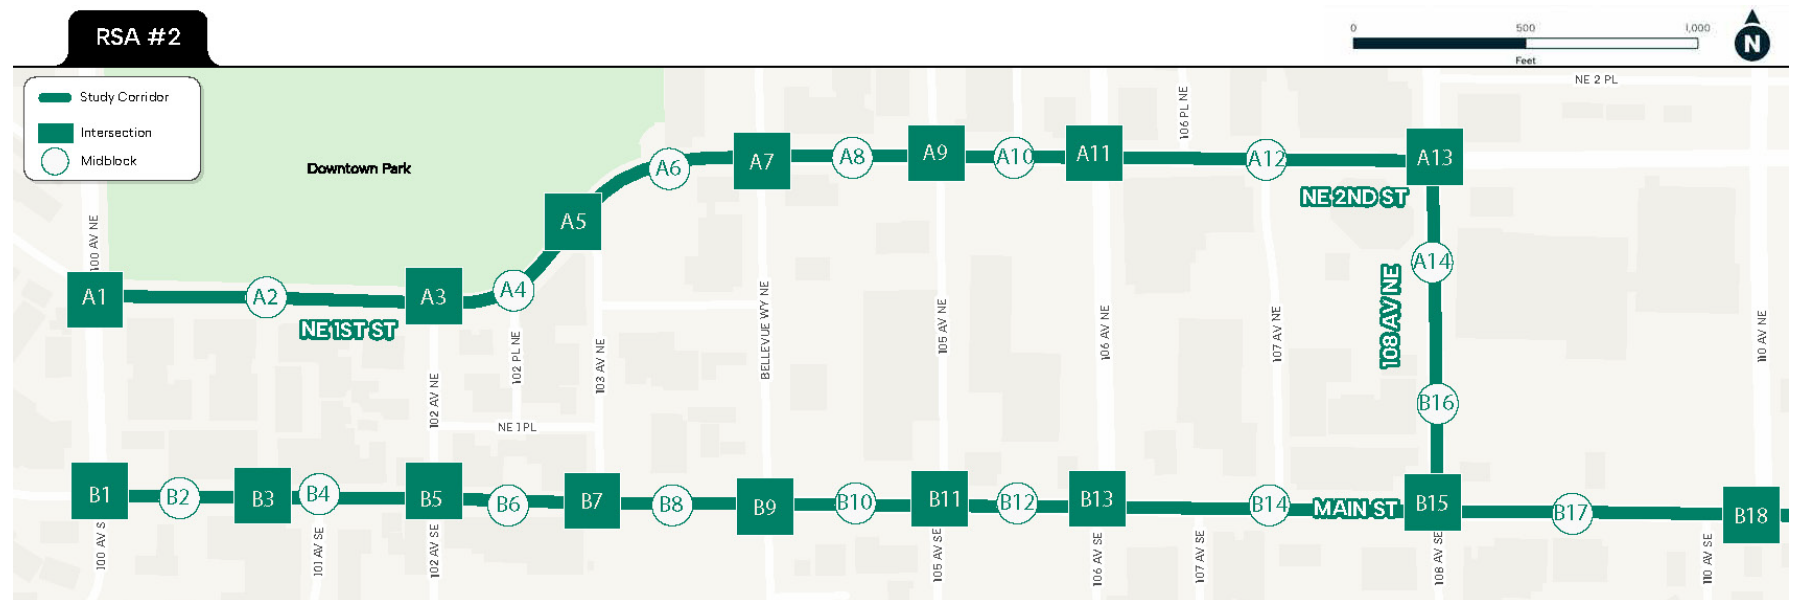 RSA #2
0 500 1,000
Feet
N
Study Corridor
Intersection
Midblock
Downtown Park
NE 2 PL
106 PL NE
100 AV NE
A1
A2
A3
A4
A5
A6
A7
A8
A9
A10
A11
A12
A13
A14
NE 1ST ST
NE 2ND ST
108 AV NE
102 AV NE
102 PL NE
103 AV NE
BELLEVUE WY NE
105 AV NE
106 AV NE
107 AV NE
110 AV NE
NE 1 PL
B1
B2
B3
B4
B5
B6
B7
B8
B9
B10
B11
B12
B13
B14
MAIN ST
B15
B16
B17
B18
100 AV S
101 AV SE
102 AV SE
105 AV SE
106 AV SE
107 AV SE
108 AV SE
110 AV SE